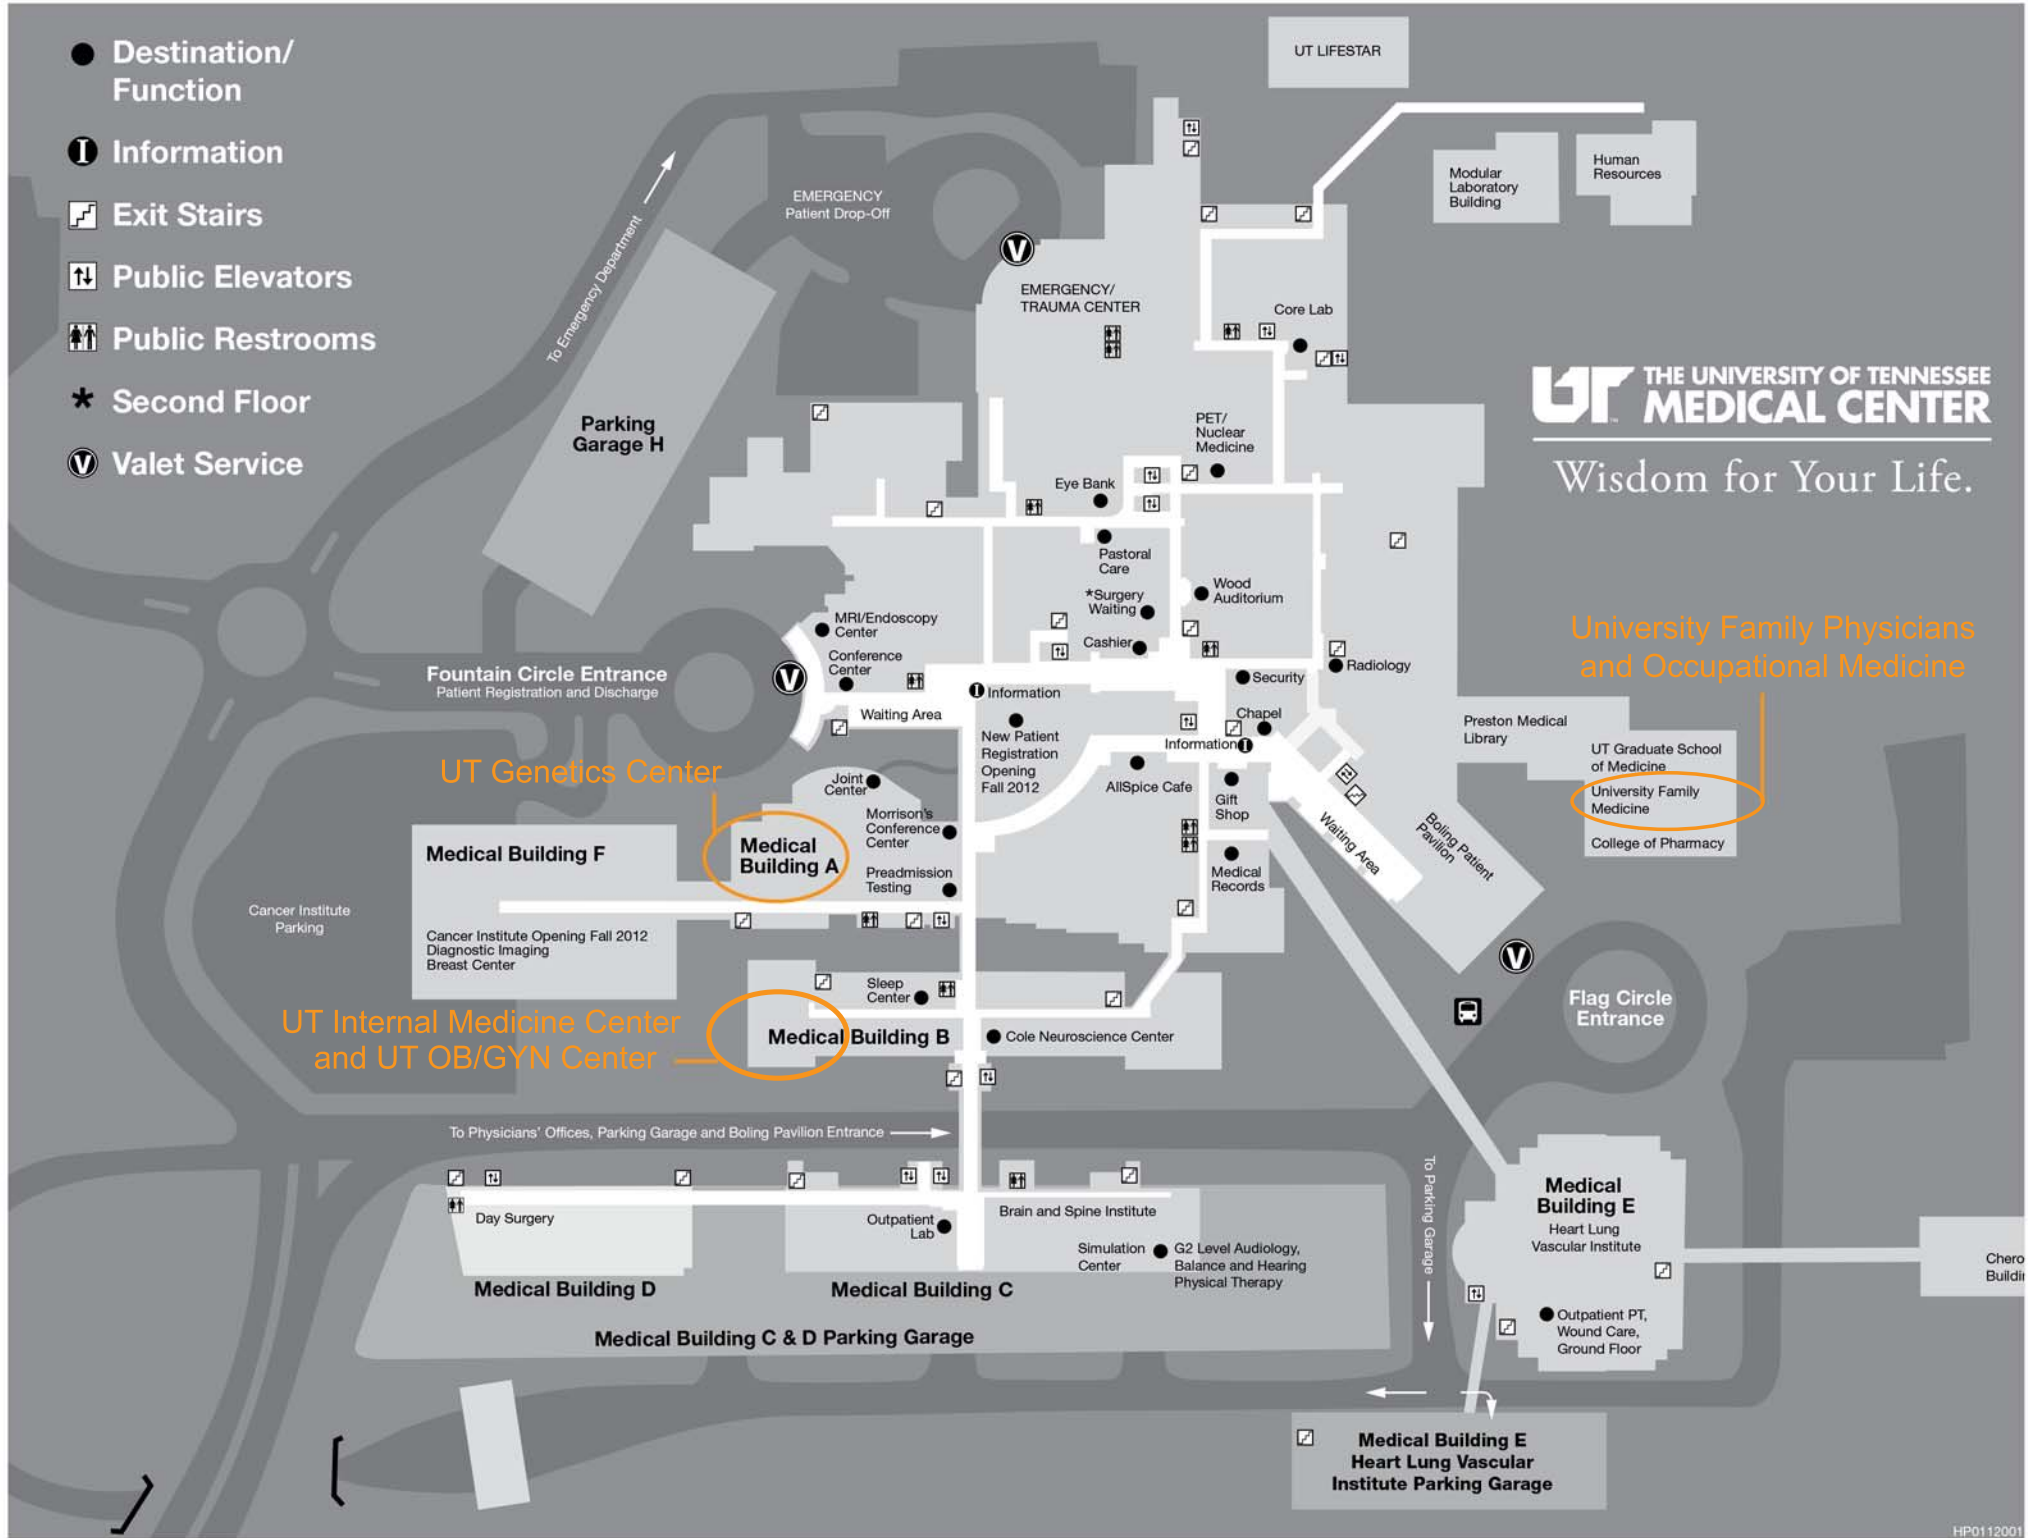 Destination/
Function
I Information
Exit Stairs
Public Elevators
Public Restrooms
* Second Floor
V Valet Service
UT LIFESTAR
Modular
Laboratory
Building
Human
Resources
EMERGENCY
Patient Drop-Off
To Emergency Department
V
EMERGENCY/
TRAUMA CENTER
Core Lab
Parking
Garage H
UT THE UNIVERSITY OF TENNESSEE
MEDICAL CENTER
Wisdom for Your Life.
PET/
Nuclear
Medicine
Eye Bank
Pastoral
Care
*Surgery
Waiting
Wood
Auditorium
Cashier
MRI/Endoscopy
Center
Conference
Center
Fountain Circle Entrance
Patient Registration and Discharge
V
Waiting Area
I Information
Security
Radiology
Chapel
Information I
New Patient
Registration
Opening
Fall 2012
AllSpice Cafe
Gift
Shop
Waiting Area
Boling Patient
Pavilion
University Family Physicians
and Occupational Medicine
Preston Medical
Library
UT Graduate School
of Medicine
University Family
Medicine
College of Pharmacy
UT Genetics Center
Joint
Center
Morrison's
Conference
Center
Medical
Building A
Preadmission
Testing
Medical
Records
Medical Building F
Cancer Institute
Parking
Cancer Institute Opening Fall 2012
Diagnostic Imaging
Breast Center
V
Flag Circle
Entrance
Sleep
Center
UT Internal Medicine Center
and UT OB/GYN Center
Medical Building B
Cole Neuroscience Center
To Physicians' Offices, Parking Garage and Boling Pavilion Entrance
To Parking Garage
Day Surgery
Outpatient
Lab
Brain and Spine Institute
Simulation
Center
G2 Level Audiology,
Balance and Hearing
Physical Therapy
Medical Building D
Medical Building C
Medical Building C & D Parking Garage
Medical
Building E
Heart Lung
Vascular Institute
Outpatient PT,
Wound Care,
Ground Floor
Chero
Buildi
Medical Building E
Heart Lung Vascular
Institute Parking Garage
HP0112001